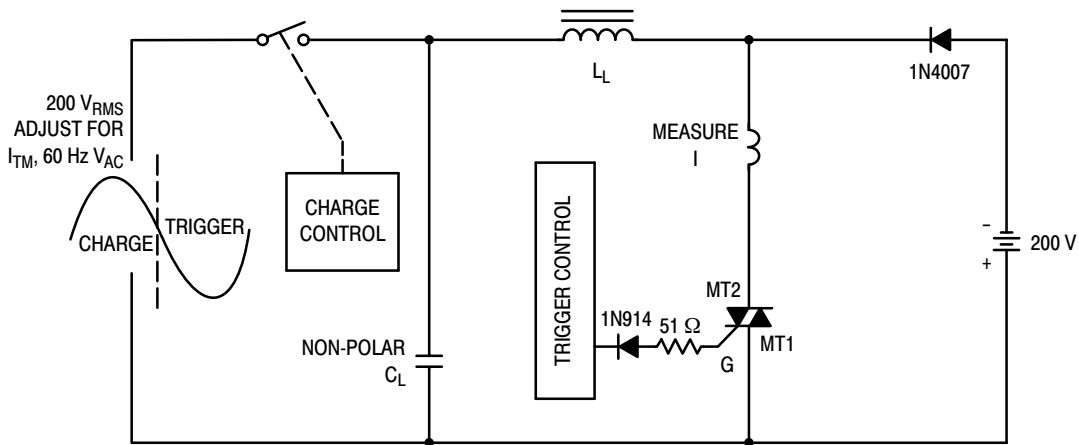 1N4007
L_L
200 V_RMS
ADJUST FOR
I_TM, 60 Hz V_AC
MEASURE
I
TRIGGER
CHARGE
CHARGE
CONTROL
TRIGGER CONTROL
-
+
200 V
MT2
1N914
51 Ω
MT1
G
NON-POLAR
C_L